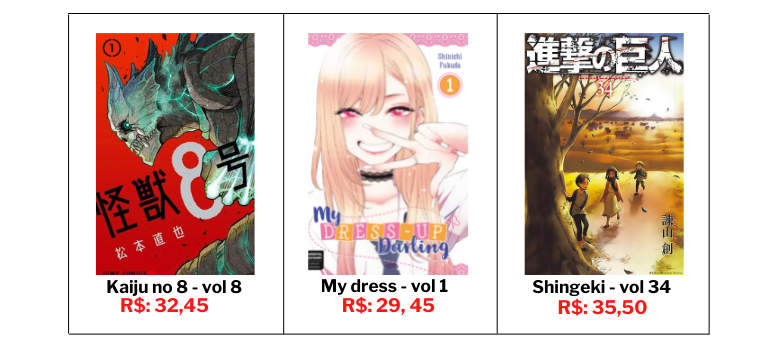 ①
怪獣8号
松本直也
JUMP COMICS
Kaiju no 8 - vol 8
R$: 32,45
Shinichi
Fukuda
1
My
DRESS-UP
Darling
My dress - vol 1
R$: 29, 45
進撃の巨人
34
諫山創
Shingeki - vol 34
R$: 35,50